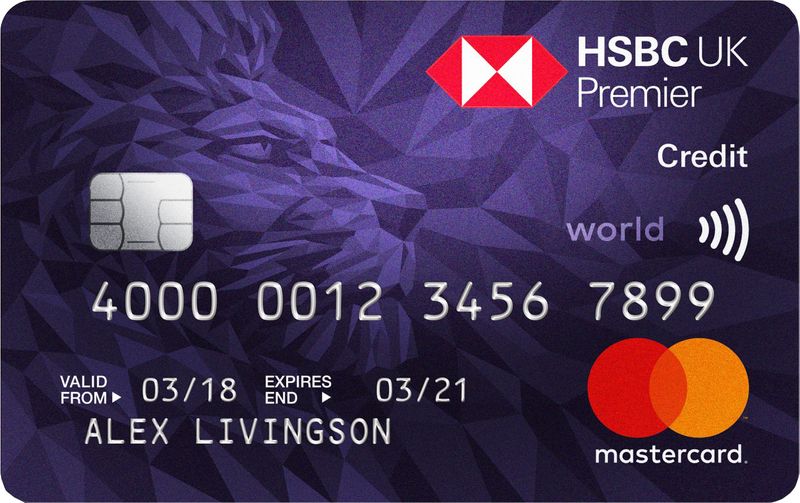 HSBC UK
Premier
Credit
world
4000 0012 3456 7899
VALID FROM 03/18 EXPIRES END 03/21
ALEX LIVINGSON
mastercard.